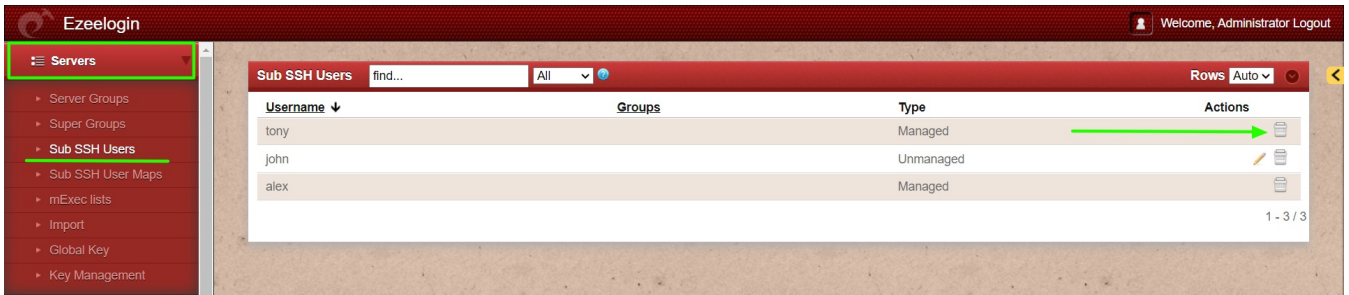 Ezeelogin
Welcome, Administrator Logout
Servers
Server Groups
Super Groups
Sub SSH Users
Sub SSH User Maps
mExec lists
Import
Global Key
Key Management
Sub SSH Users find... All Rows Auto
Username Groups Type Actions
tony Managed
john Unmanaged
alex Managed
1 - 3 / 3